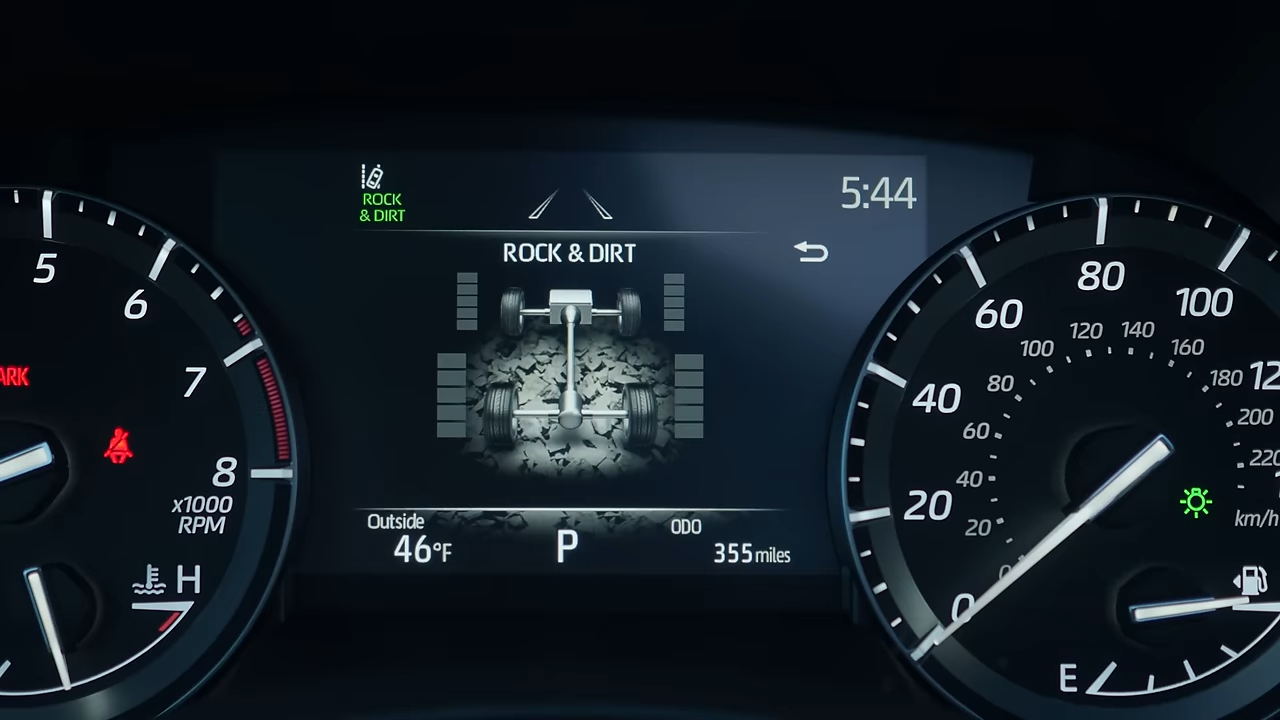 ROCK
& DIRT
5:44
ROCK & DIRT
5
6
7
8
x1000
RPM
H
Outside
46°F
P
ODO
355 miles
0
20
40
60
80
100
0
20
40
60
80
100
120
140
160
180
200
km/h
E